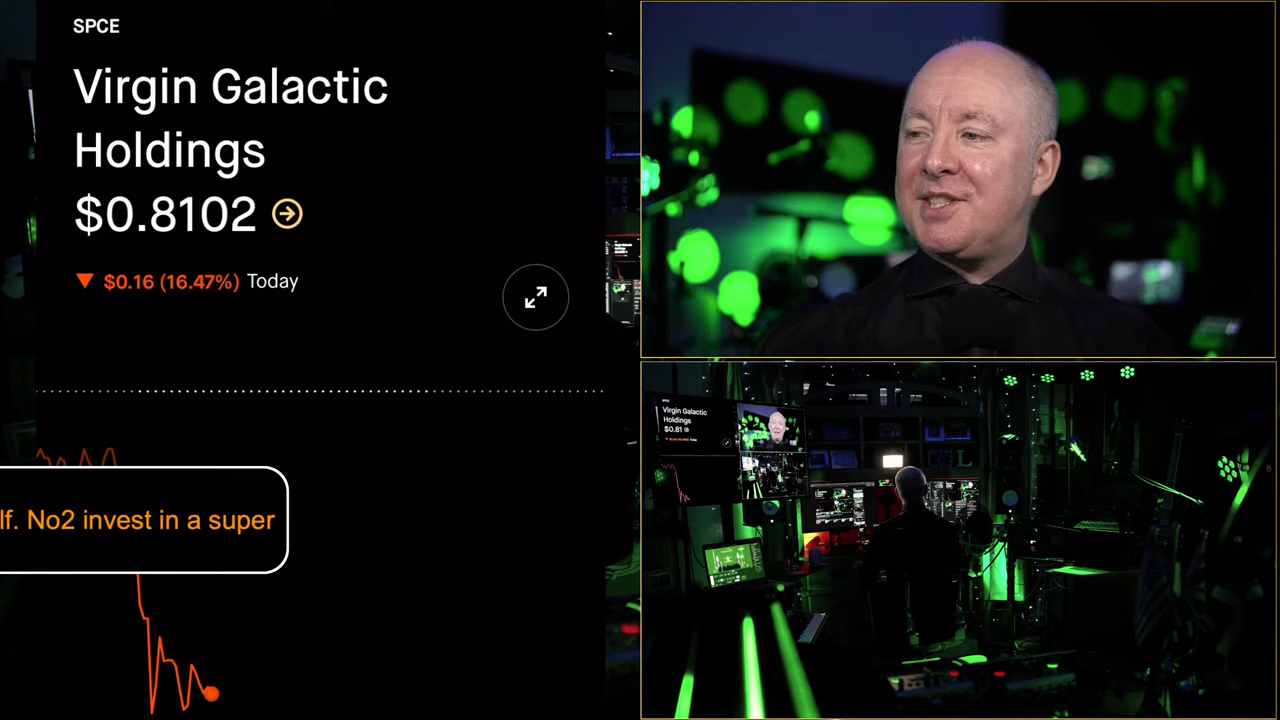 SPCE
Virgin Galactic
Holdings
$0.8102
$0.16 (16.47%) Today
lf. No2 invest in a super
SPCE
Virgin Galactic
Holdings
$0.81